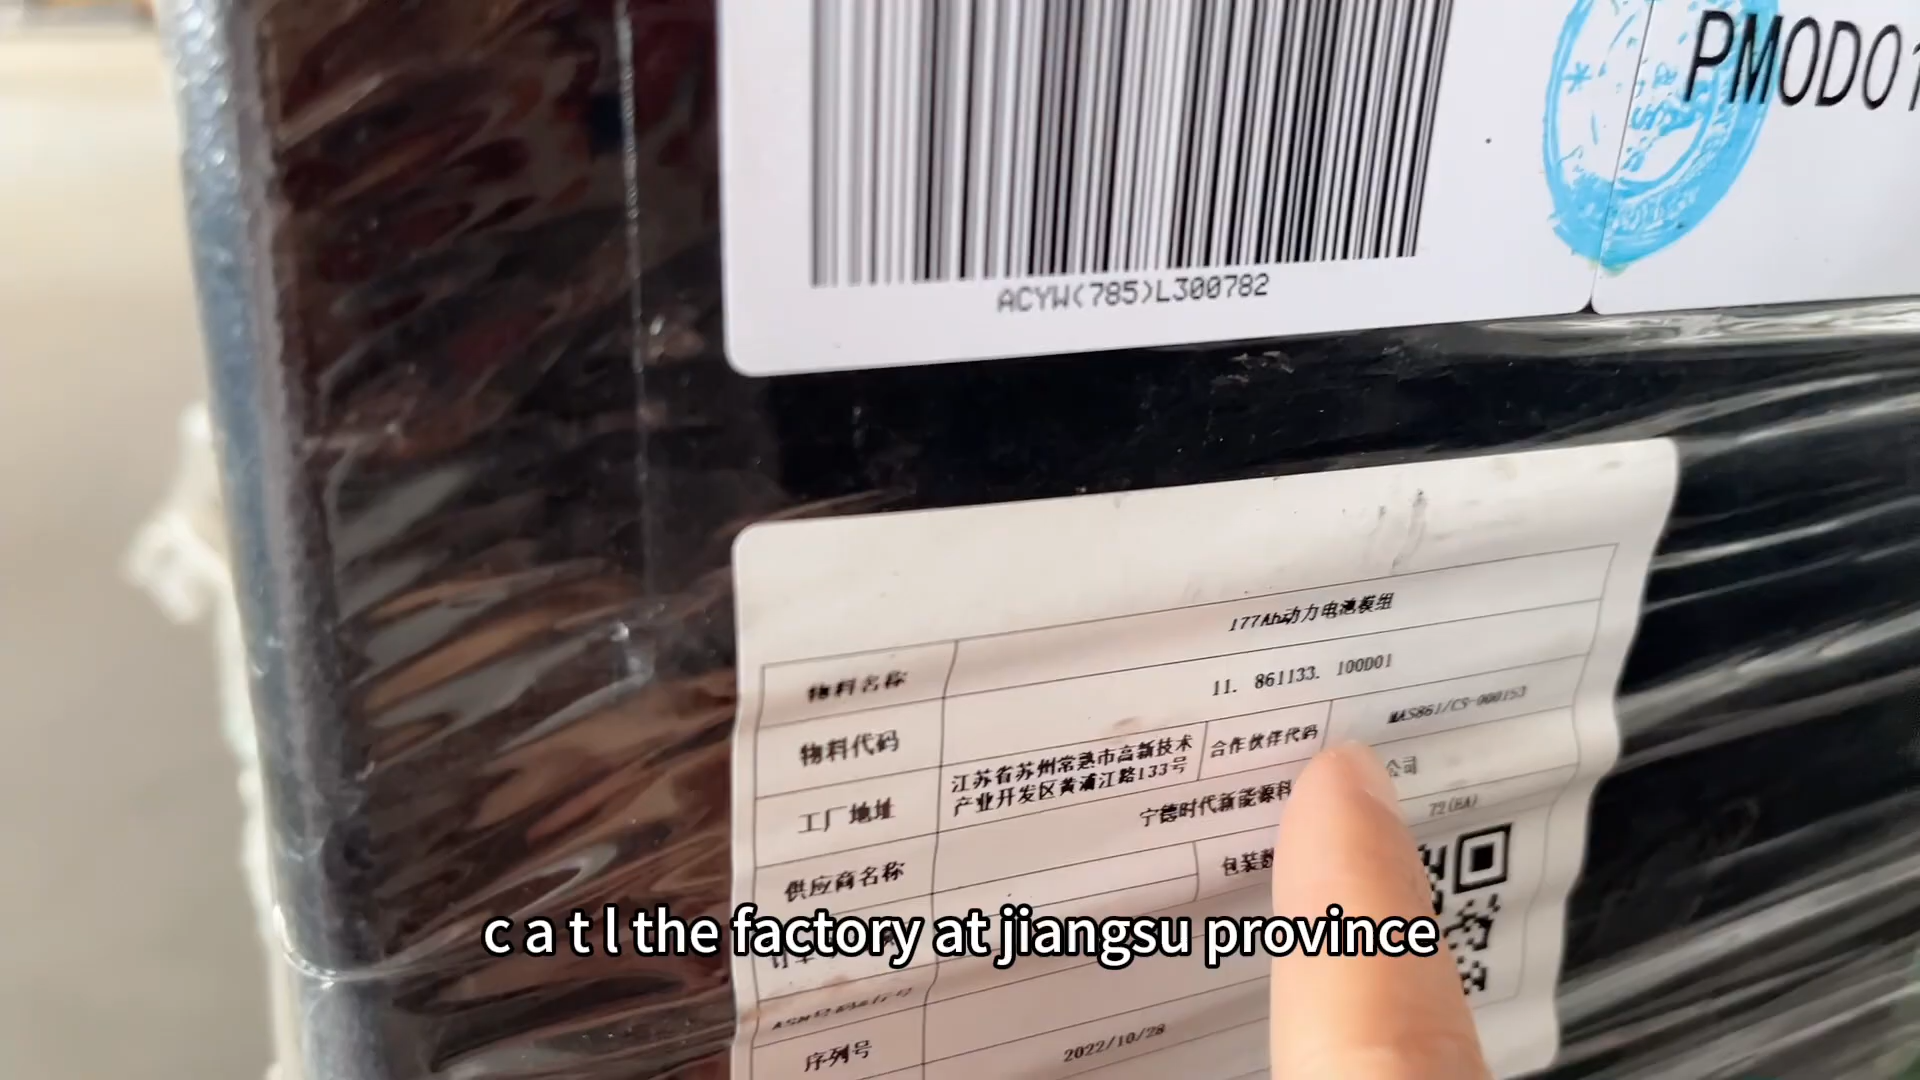 PMOD01
ACYW(785)L300782
177Ah动力电池模组
物料名称
11. 861133. 100D01
物料代码
MAS861/CS-000153
合作伙伴代码
江苏省苏州常熟市高新技术
产业开发区黄浦江路133号
工厂地址
宁德时代新能源科
公司
供应商名称
72(EA)
包装数
c a t l the factory at jiangsu province
2022/10/28
序列号